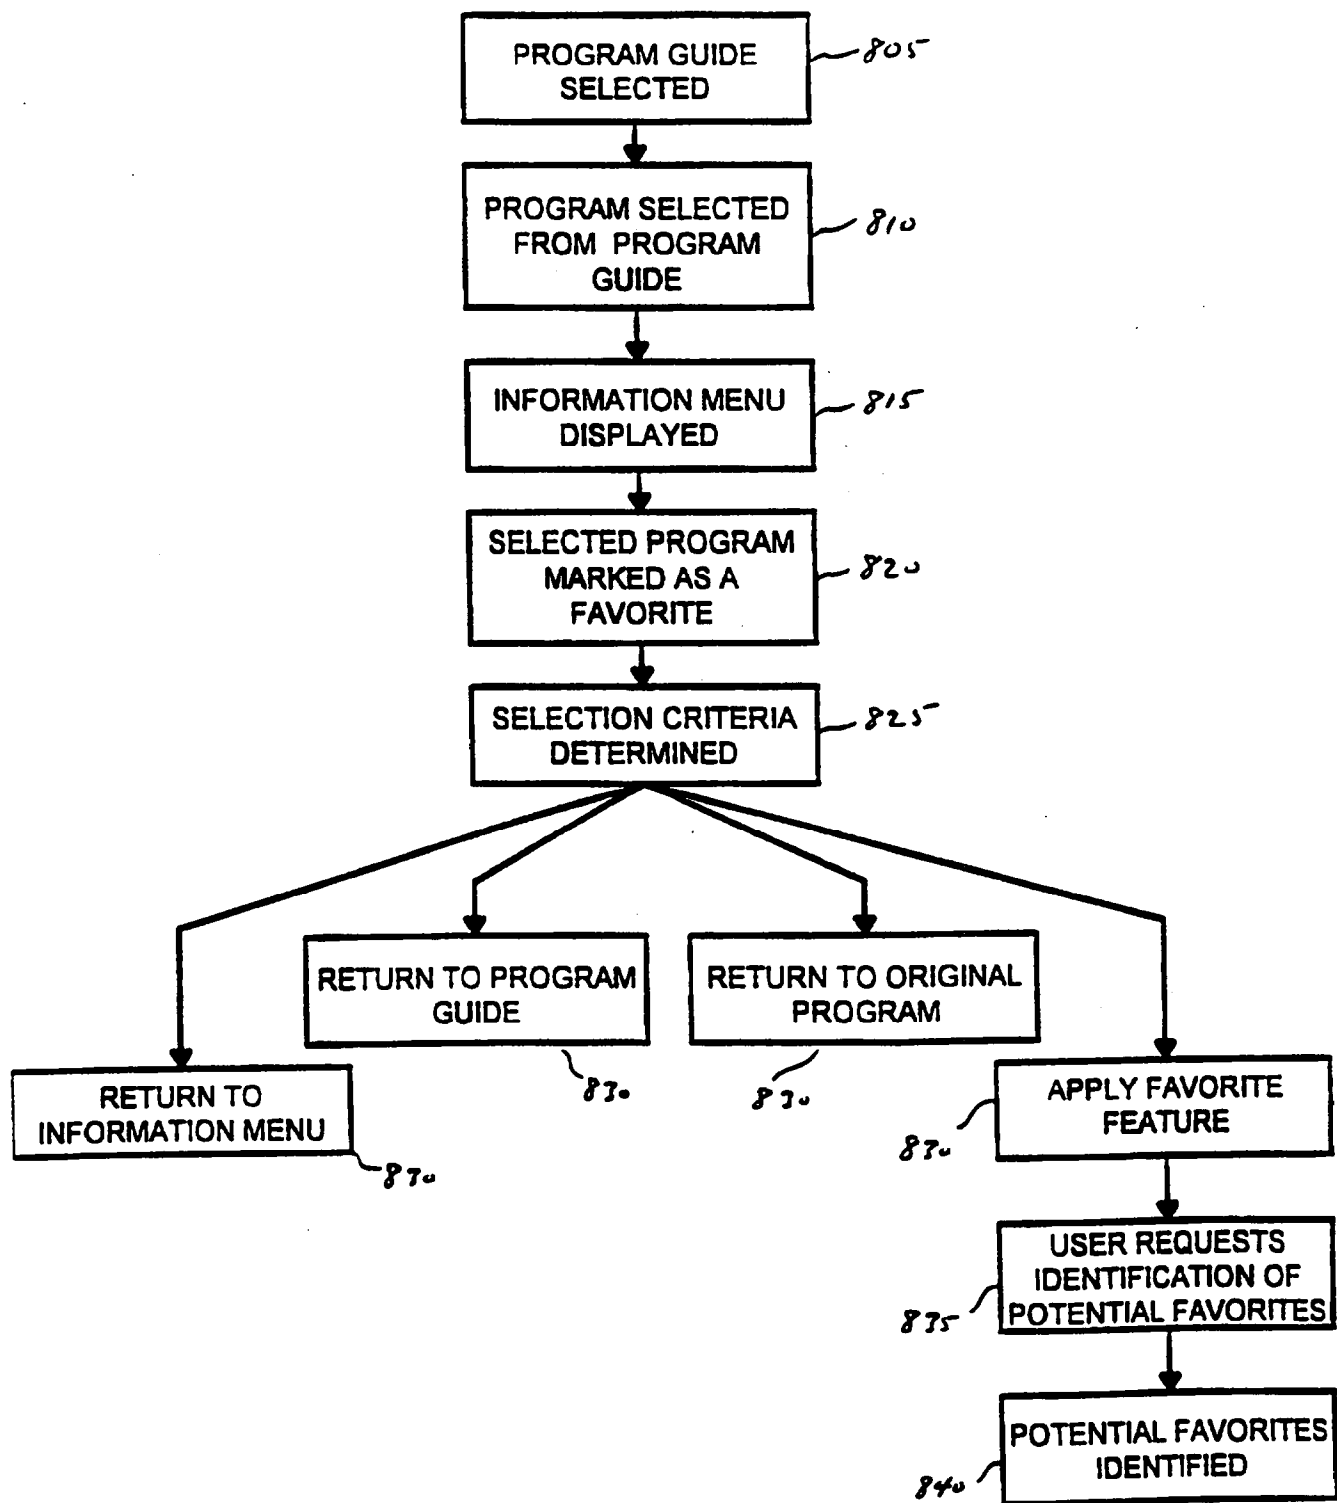 PROGRAM GUIDE
SELECTED
805
PROGRAM SELECTED
FROM PROGRAM
GUIDE
810
INFORMATION MENU
DISPLAYED
815
SELECTED PROGRAM
MARKED AS A
FAVORITE
820
SELECTION CRITERIA
DETERMINED
825
RETURN TO
INFORMATION MENU
830
RETURN TO PROGRAM
GUIDE
830
RETURN TO ORIGINAL
PROGRAM
830
APPLY FAVORITE
FEATURE
830
USER REQUESTS
IDENTIFICATION OF
POTENTIAL FAVORITES
835
POTENTIAL FAVORITES
IDENTIFIED
840